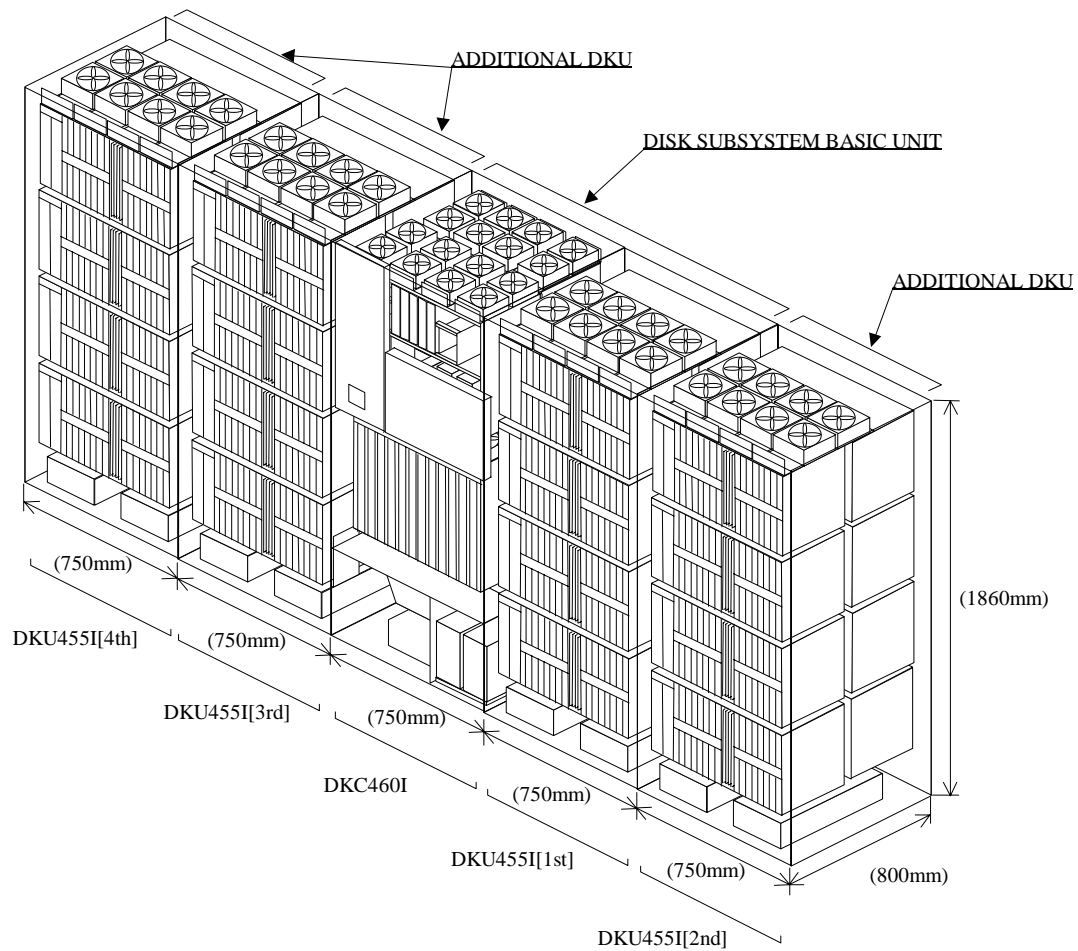 ADDITIONAL DKU
DISK SUBSYSTEM BASIC UNIT
ADDITIONAL DKU
(750mm)
(1860mm)
DKU455I[4th]
(750mm)
DKU455I[3rd]
(750mm)
DKC460I
(750mm)
DKU455I[1st]
(750mm)
(800mm)
DKU455I[2nd]